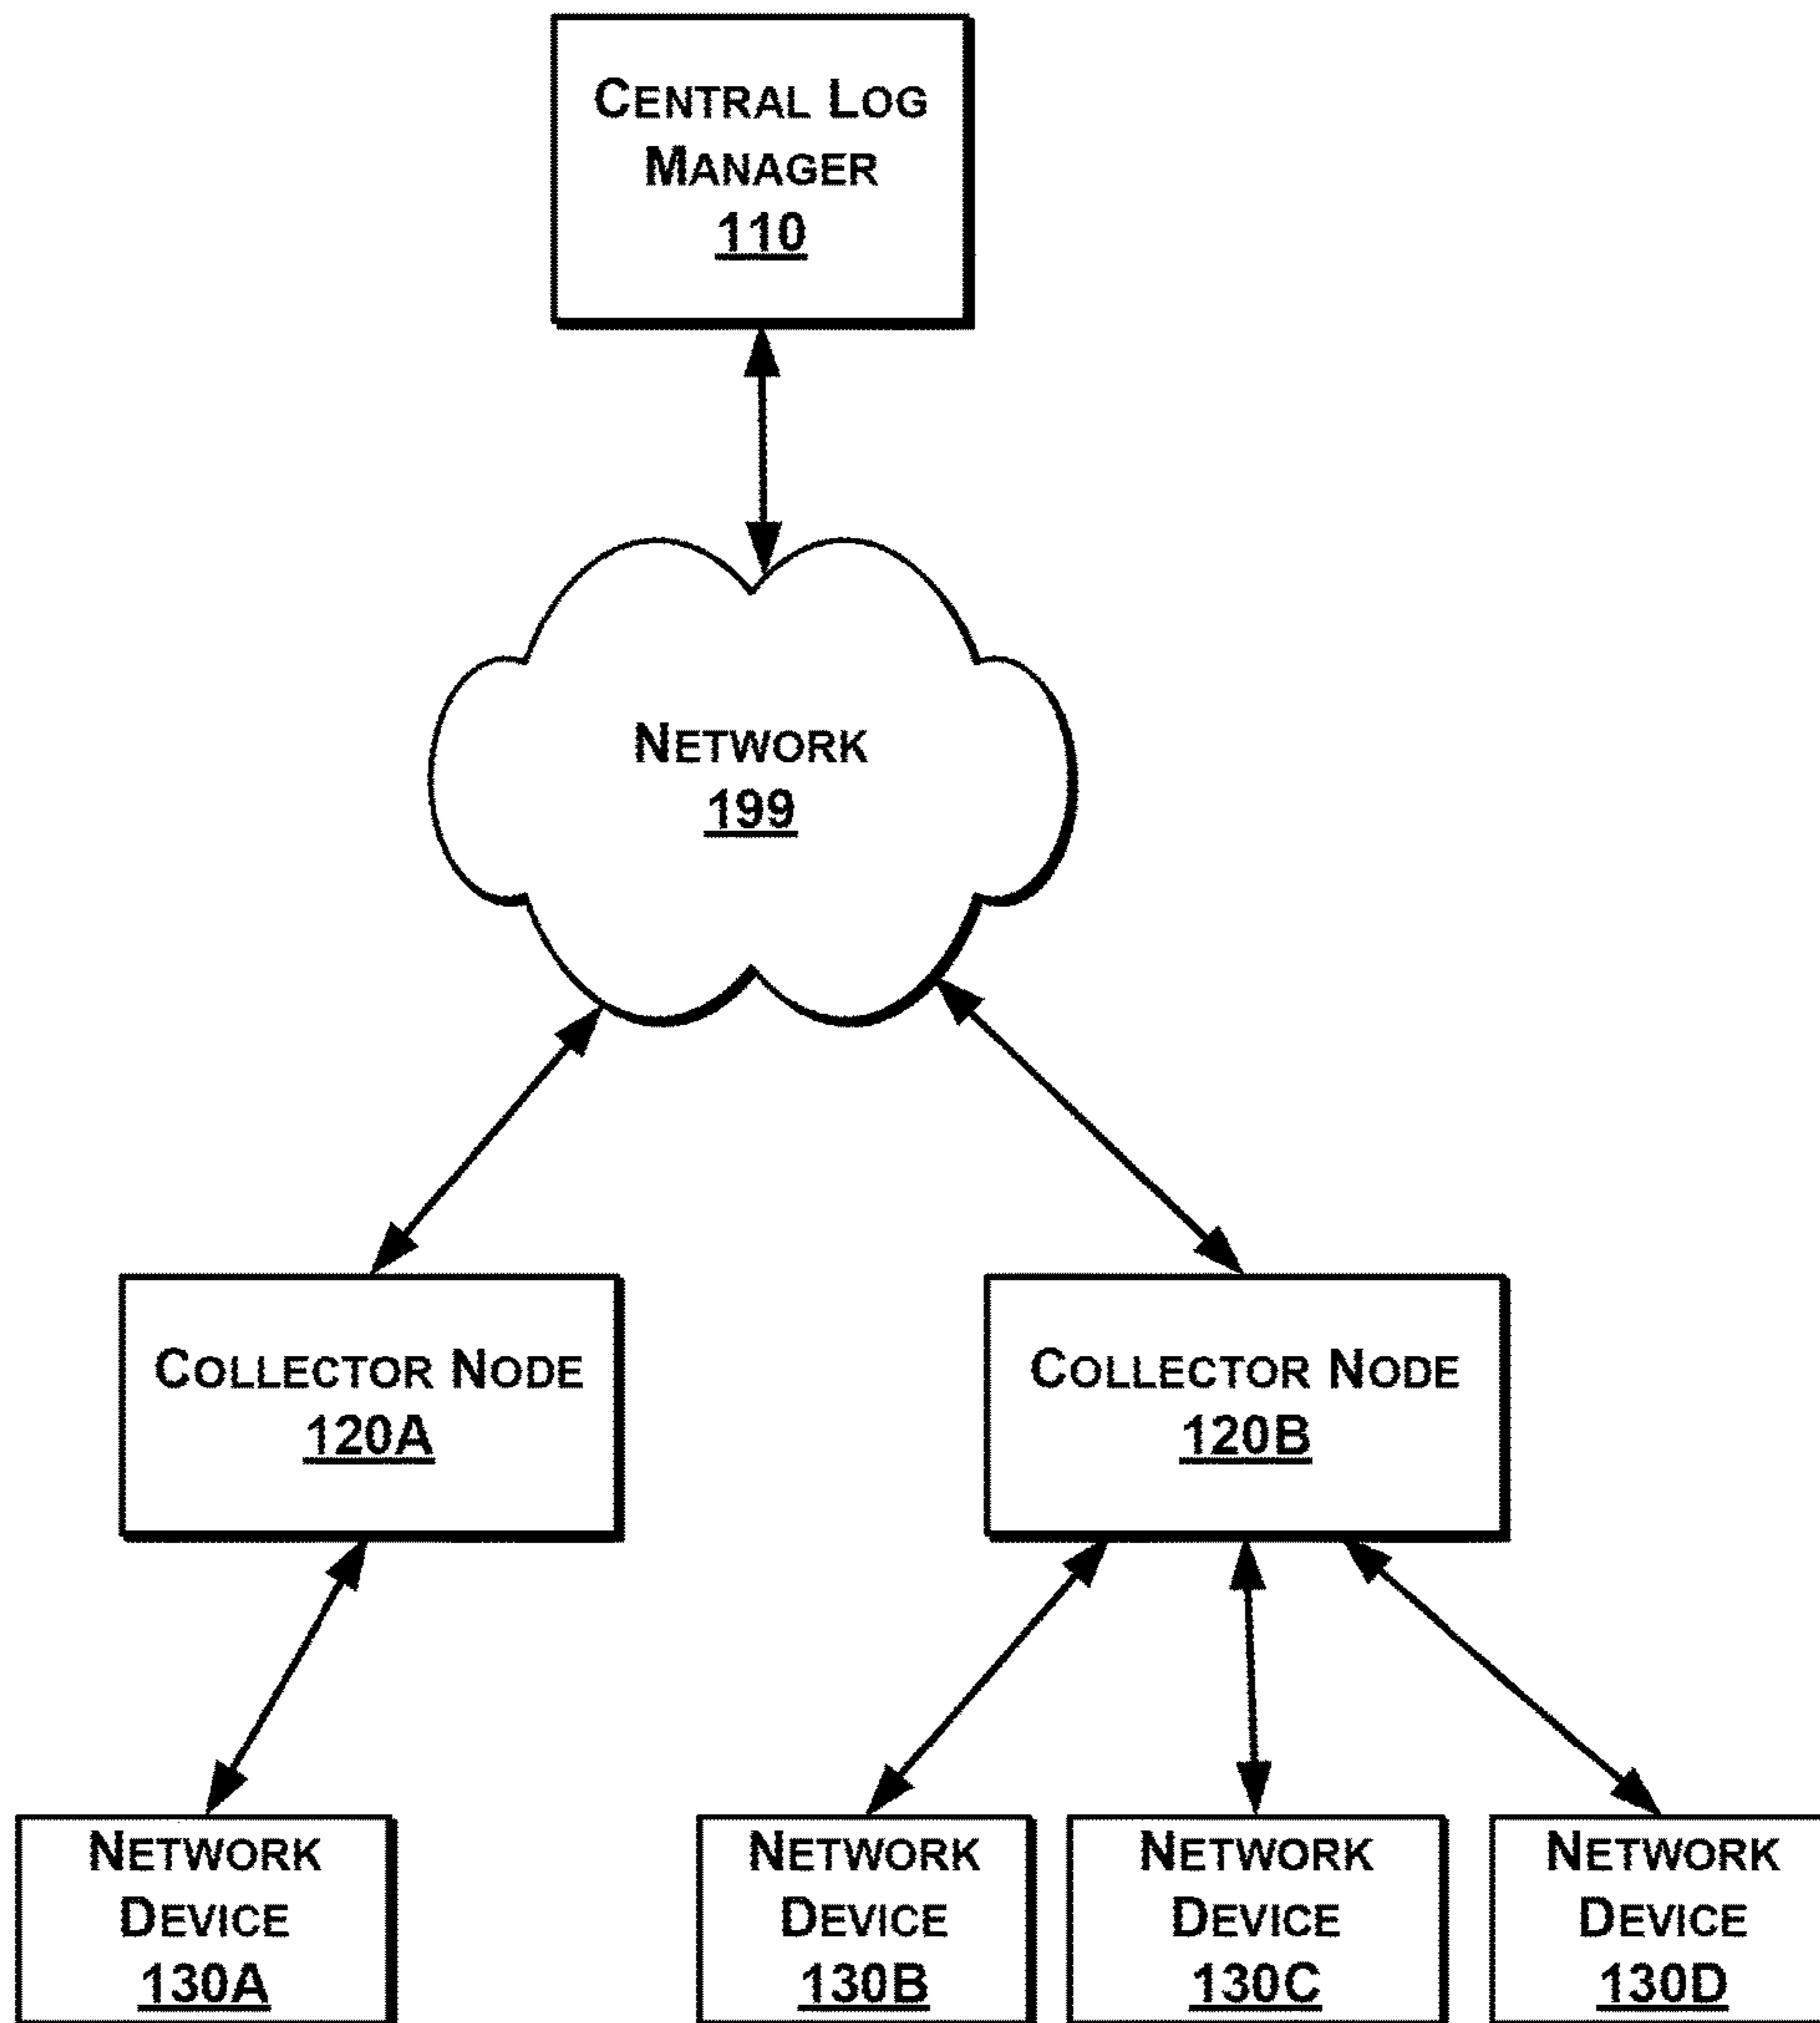 CENTRAL LOG
MANAGER
110
NETWORK
199
COLLECTOR NODE
120A
COLLECTOR NODE
120B
NETWORK
DEVICE
130A
NETWORK
DEVICE
130B
NETWORK
DEVICE
130C
NETWORK
DEVICE
130D